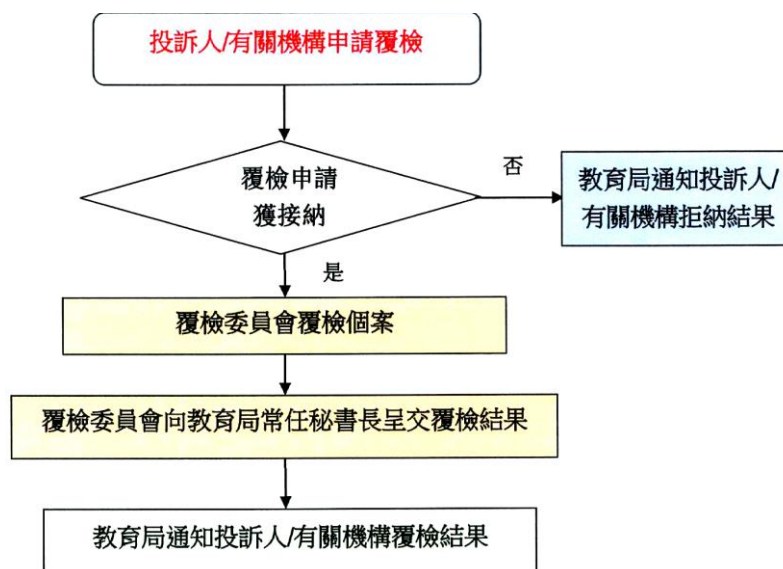 投訴人/有關機構申請覆檢
覆檢申請
獲接納
否
教育局通知投訴人/
有關機構拒納結果
是
覆檢委員會覆檢個案
覆檢委員會向教育局常任秘書長呈交覆檢結果
教育局通知投訴人/有關機構覆檢結果